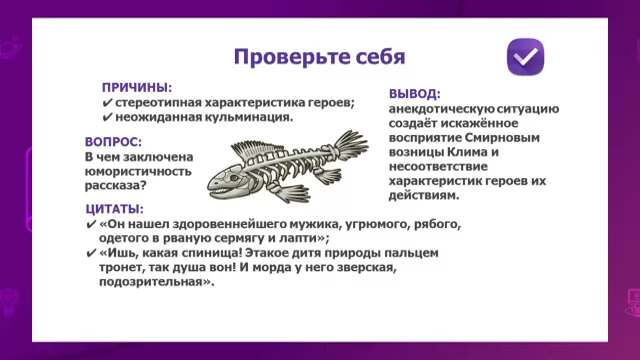 Проверьте себя
ПРИЧИНЫ:
✔ стереотипная характеристика героев;
✔ неожиданная кульминация.
ВОПРОС:
В чем заключена
юмористичность
рассказа?
ВЫВОД:
анекдотическую ситуацию
создаёт искажённое
восприятие Смирновым
возницы Клима и
несоответствие
характеристик героев их
действиям.
ЦИТАТЫ:
✔ «Он нашел здоровеннейшего мужика, угрюмого, рябого,
одетого в рваную сермягу и лапти»;
✔ «Ишь, какая спинища! Этакое дитя природы пальцем
тронет, так душа вон! И морда у него зверская,
подозрительная».